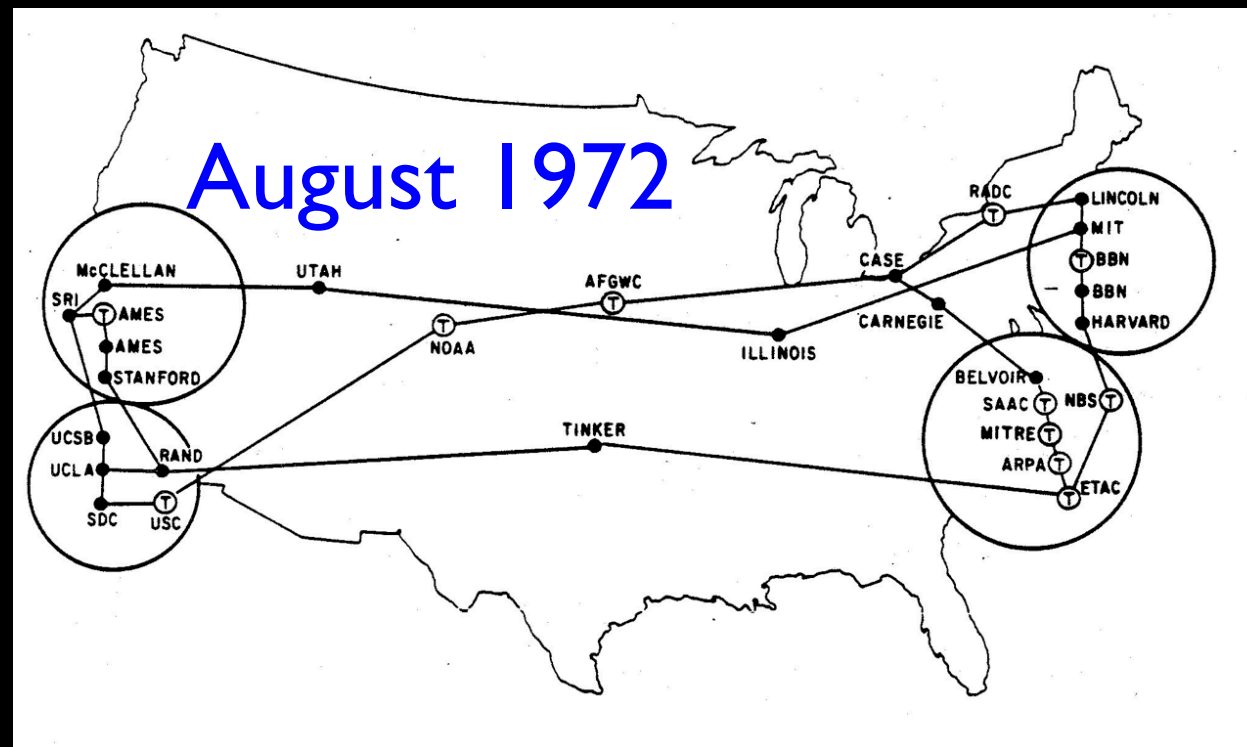 August 1972
RADC
LINCOLN
MIT
T
T
BBN
BBN
HARVARD
McCLELLAN
UTAH
AFGWC
CASE
SRI
T
AMES
T
T
NOAA
CARNEGIE
ILLINOIS
AMES
STANFORD
BELVOIR
SAAC
T
NBS
T
MITRE
T
ARPA
T
T
ETAC
UCSB
UCLA
RAND
TINKER
SDC
T
USC